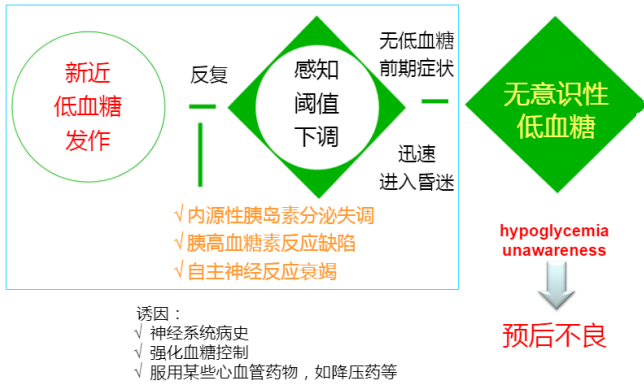 新近
低血糖
发作
反复
感知
阈值
下调
无低血糖
前期症状
迅速
进入昏迷
无意识性
低血糖
√内源性胰岛素分泌失调
√胰高血糖素反应缺陷
√自主神经反应衰竭
hypoglycemia
unawareness
预后不良
诱因：
√ 神经系统病史
√ 强化血糖控制
√ 服用某些心血管药物，如降压药等